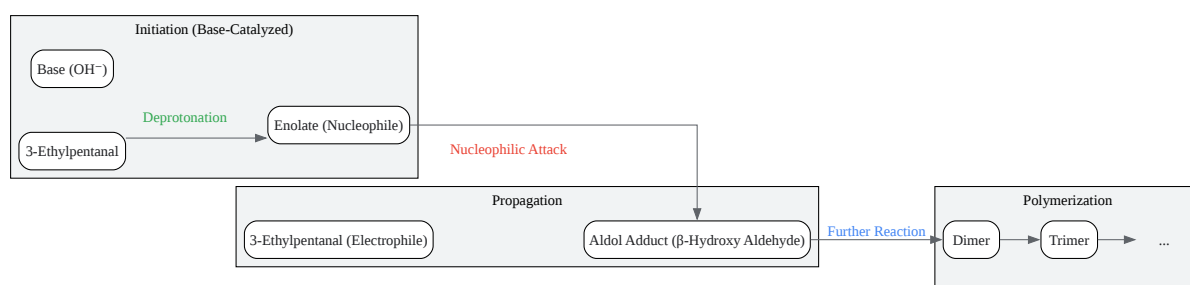 Initiation (Base-Catalyzed)
Base (OH⁻)
Deprotonation
3-Ethylpentanal
Enolate (Nucleophile)
Nucleophilic Attack
Propagation
3-Ethylpentanal (Electrophile)
Aldol Adduct (β-Hydroxy Aldehyde)
Further Reaction
Polymerization
Dimer
Trimer
...